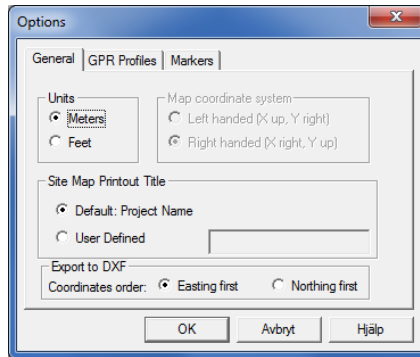 Options
General GPR Profiles Markers
Units
Meters
Feet
Map coordinate system
Left handed (X up, Y right)
Right handed (X right, Y up)
Site Map Printout Title
Default: Project Name
User Defined
Export to DXF
Coordinates order: Easting first Northing first
OK Avbryt Hjälp